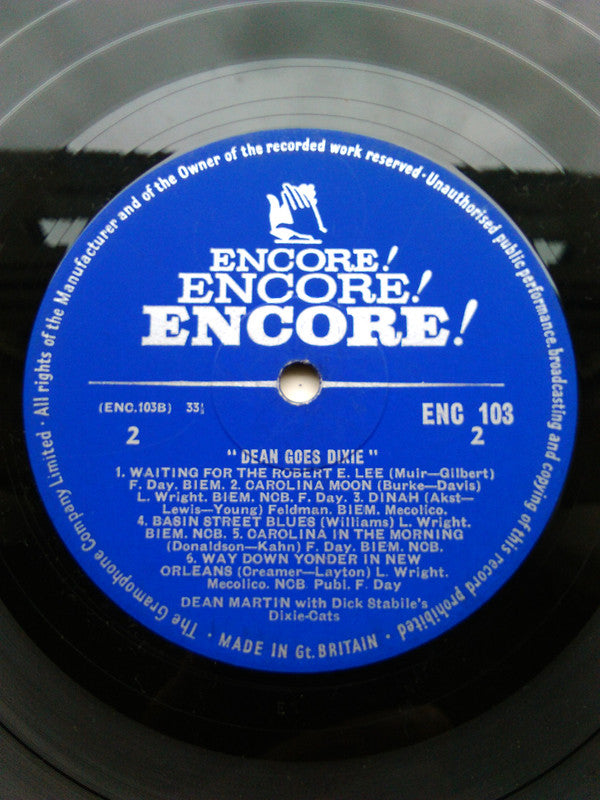 The Gramophone Company Limited · All rights of the Manufacturer and of the Owner of the recorded work reserved · Unauthorised public performance, broadcasting and copying of this record prohibited
ENCORE!
ENCORE!
ENCORE!
(ENC.103B) 33⅓
ENC 103
2
2
"DEAN GOES DIXIE"
1. WAITING FOR THE ROBERT E. LEE (Muir—Gilbert)
F. Day. BIEM. 2. CAROLINA MOON (Burke—Davis)
L. Wright. BIEM. NCB. F. Day. 3. DINAH (Akst—
Lewis—Young) Feldman. BIEM. Mecolico.
4. BASIN STREET BLUES (Williams) L. Wright.
BIEM. NCB. 5. CAROLINA IN THE MORNING
(Donaldson—Kahn) F. Day. BIEM. NCB.
6. WAY DOWN YONDER IN NEW
ORLEANS (Creamer—Layton) L. Wright.
Mecolico. NCB Publ. F. Day
DEAN MARTIN with Dick Stabile's
Dixie-Cats
· MADE IN Gt. BRITAIN ·